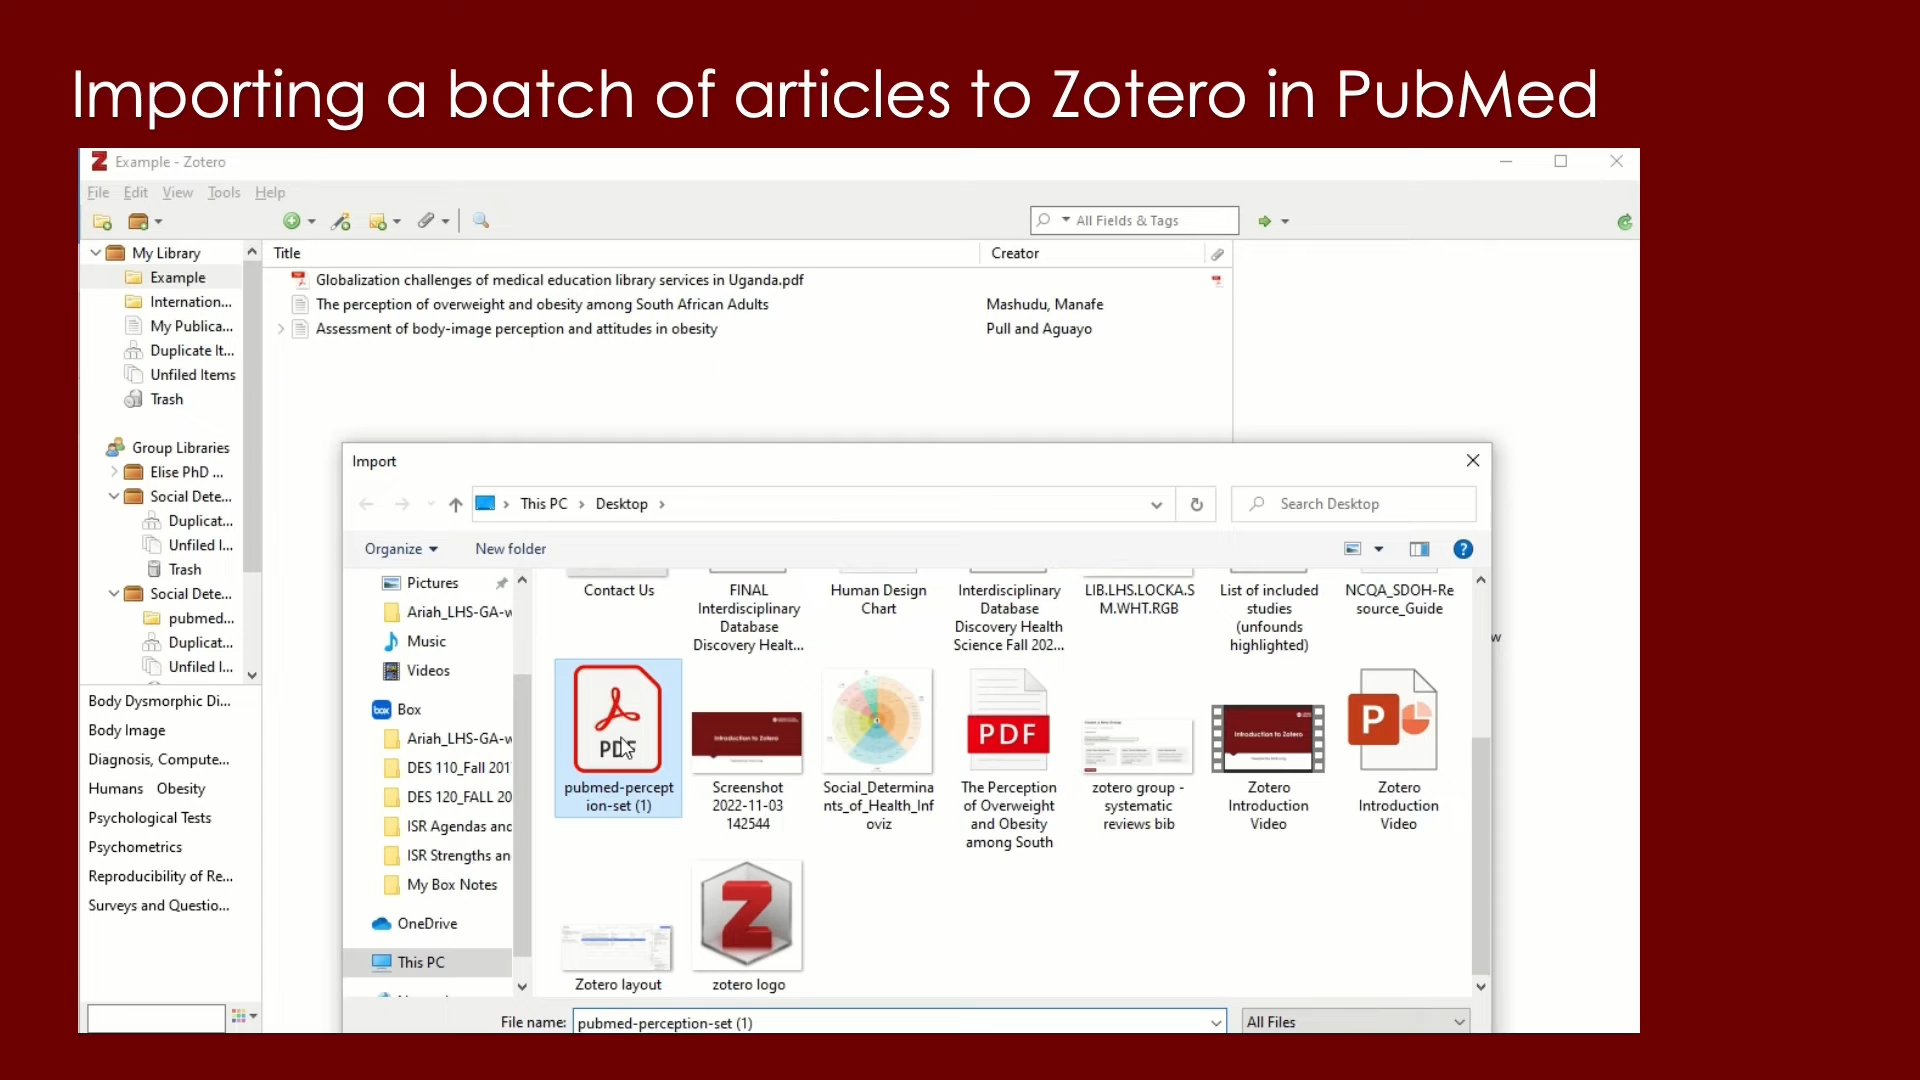 Importing a batch of articles to Zotero in PubMed
Example - Zotero
File Edit View Tools Help
All Fields & Tags
My Library
Example
Internation...
My Publica...
Duplicate It...
Unfiled Items
Trash
Group Libraries
Elise PhD ...
Social Dete...
Duplicat...
Unfiled I...
Trash
Social Dete...
pubmed...
Duplicat...
Unfiled I...
Body Dysmorphic Di...
Body Image
Diagnosis, Compute...
Humans Obesity
Psychological Tests
Psychometrics
Reproducibility of Re...
Surveys and Questio...
Title Creator
Globalization challenges of medical education library services in Uganda.pdf
The perception of overweight and obesity among South African Adults Mashudu, Manafe
Assessment of body-image perception and attitudes in obesity Pull and Aguayo
Import
This PC Desktop
Search Desktop
Organize New folder
Pictures
Ariah_LHS-GA-w
Music
Videos
Box
Ariah_LHS-GA-w
DES 110_Fall 201
DES 120_FALL 20
ISR Agendas and
ISR Strengths an
My Box Notes
OneDrive
This PC
Contact Us
FINAL
Interdisciplinary
Database
Discovery Healt...
Human Design
Chart
Interdisciplinary
Database
Discovery Health
Science Fall 202...
LIB.LHS.LOCKA.S
M.WHT.RGB
List of included
studies
(unfounds
highlighted)
NCQA_SDOH-Re
source_Guide
w
PDF
pubmed-percept
ion-set (1)
Introduction to Zotero
Screenshot
2022-11-03
142544
Social_Determina
nts_of_Health_Inf
oviz
PDF
The Perception
of Overweight
and Obesity
among South
zotero group -
systematic
reviews bib
Introduction to Zotero
Zotero
Introduction
Video
P
Zotero
Introduction
Video
Zotero layout
Z
zotero logo
File name: pubmed-perception-set (1) All Files